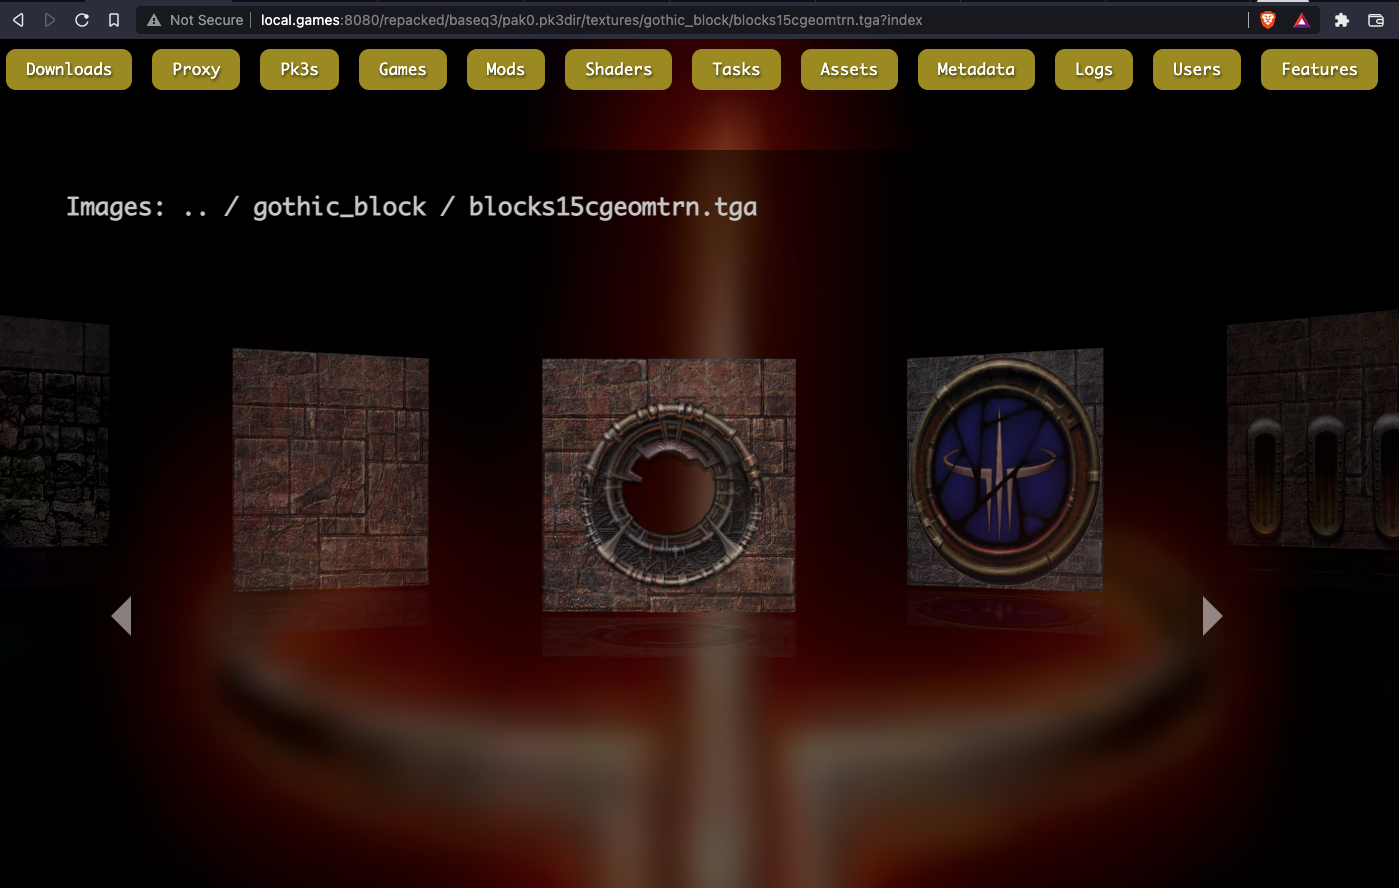 Not Secure local.games:8080/repacked/baseq3/pak0.pk3dir/textures/gothic_block/blocks15cgeomtrn.tga?index
Downloads Proxy Pk3s Games Mods Shaders Tasks Assets Metadata Logs Users Features
Images: .. / gothic_block / blocks15cgeomtrn.tga